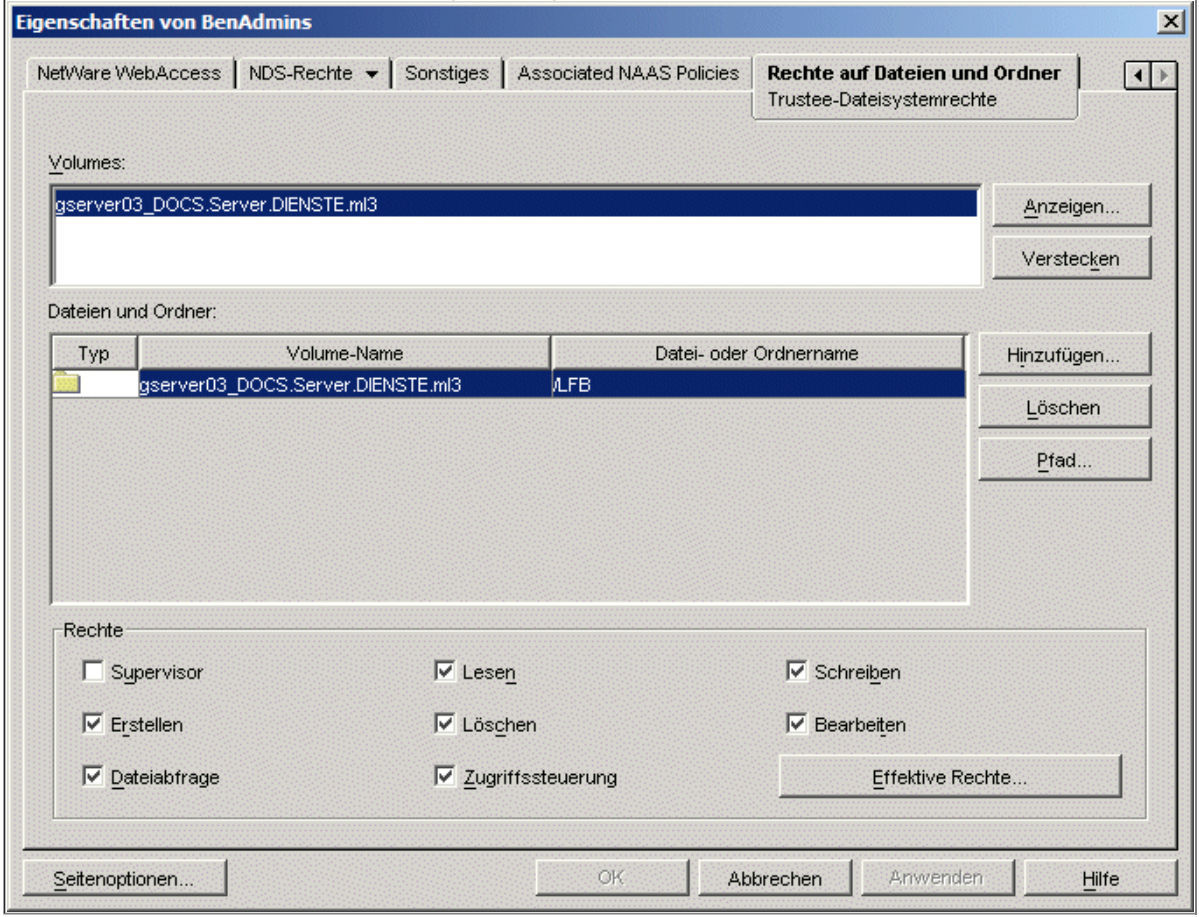 Eigenschaften von BenAdmins
NetWare WebAccess NDS-Rechte Sonstiges Associated NAAS Policies Rechte auf Dateien und Ordner
Trustee-Dateisystemrechte
Volumes:
gserver03_DOCS.Server.DIENSTE.ml3
Anzeigen...
Verstecken
Dateien und Ordner:
Typ Volume-Name Datei- oder Ordnername
gserver03_DOCS.Server.DIENSTE.ml3 /LFB
Hinzufügen...
Löschen
Pfad...
Rechte
Supervisor Lesen Schreiben
Erstellen Löschen Bearbeiten
Dateiabfrage Zugriffssteuerung Effektive Rechte...
Seitenoptionen... OK Abbrechen Anwenden Hilfe